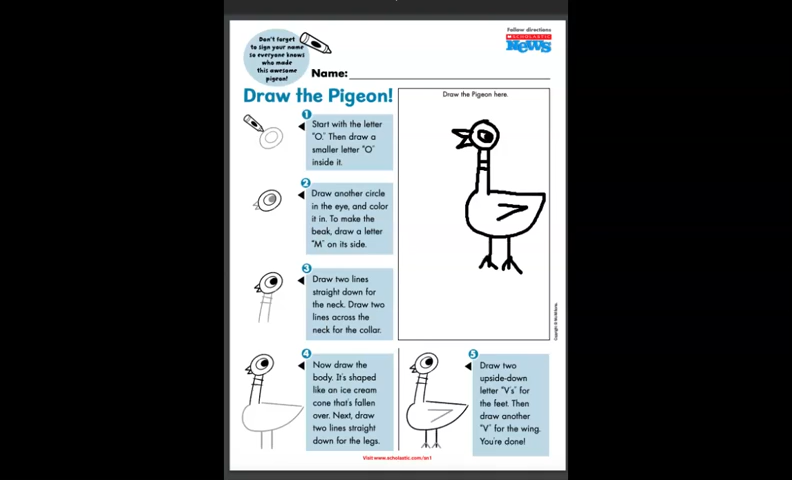 Don't forget
to sign your name
so everyone knows
who made
this awesome
pigeon!
Follow directions
SCHOLASTIC
News
Name:
Draw the Pigeon!
1
Start with the letter
"O." Then draw a
smaller letter "O"
inside it.
2
Draw another circle
in the eye, and color
it in. To make the
beak, draw a letter
"M" on its side.
3
Draw two lines
straight down for
the neck. Draw two
lines across the
neck for the collar.
Draw the Pigeon here.
4
Now draw the
body. It's shaped
like an ice cream
cone that's fallen
over. Next, draw
two lines straight
down for the legs.
5
Draw two
upside-down
letter "V's" for
the feet. Then
draw another
"V" for the wing.
You're done!
Visit www.scholastic.com/sn1